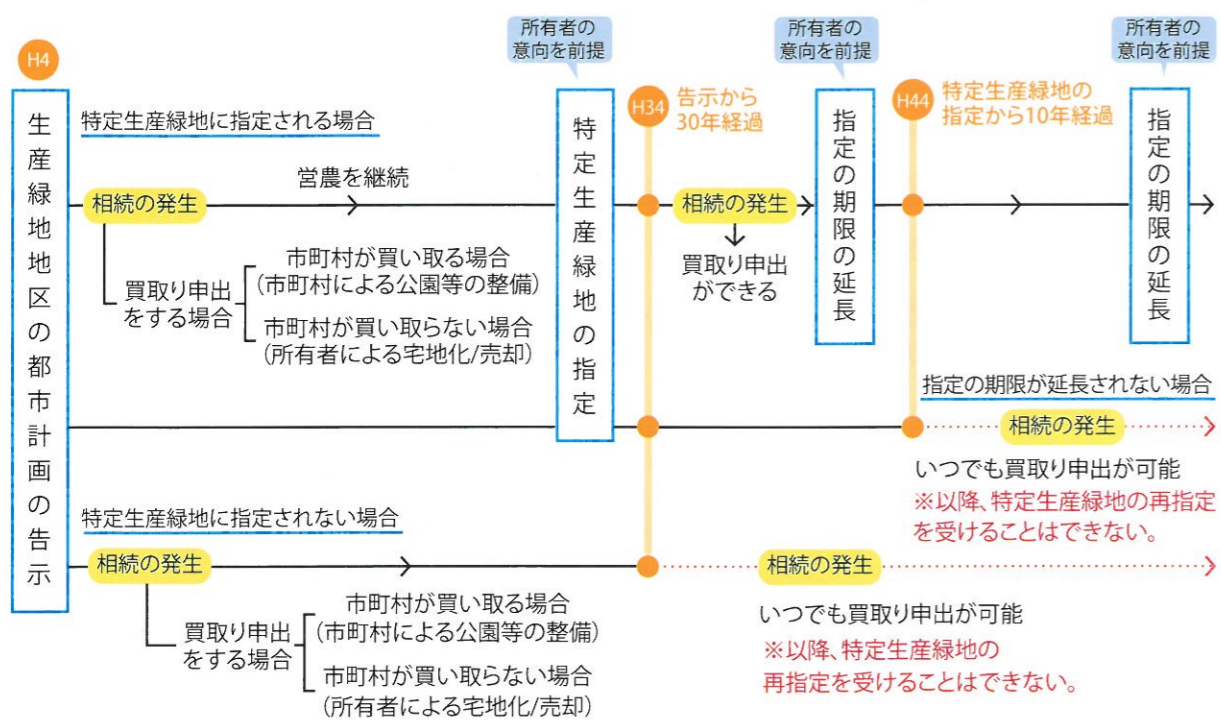 所有者の
意向を前提
所有者の
意向を前提
所有者の
意向を前提
H4
H34
告示から
30年経過
H44
特定生産緑地の
指定から10年経過
生産緑地地区の都市計画の告示
特定生産緑地に指定される場合
相続の発生
営農を継続
買取り申出
をする場合
市町村が買い取る場合
(市町村による公園等の整備)
市町村が買い取らない場合
(所有者による宅地化/売却)
特定生産緑地の指定
相続の発生
買取り申出
ができる
指定の期限の延長
指定の期限の延長
指定の期限が延長されない場合
相続の発生
いつでも買取り申出が可能
※以降、特定生産緑地の再指定
を受けることはできない。
特定生産緑地に指定されない場合
相続の発生
買取り申出
をする場合
市町村が買い取る場合
(市町村による公園等の整備)
市町村が買い取らない場合
(所有者による宅地化/売却)
相続の発生
いつでも買取り申出が可能
※以降、特定生産緑地の
再指定を受けることはできない。